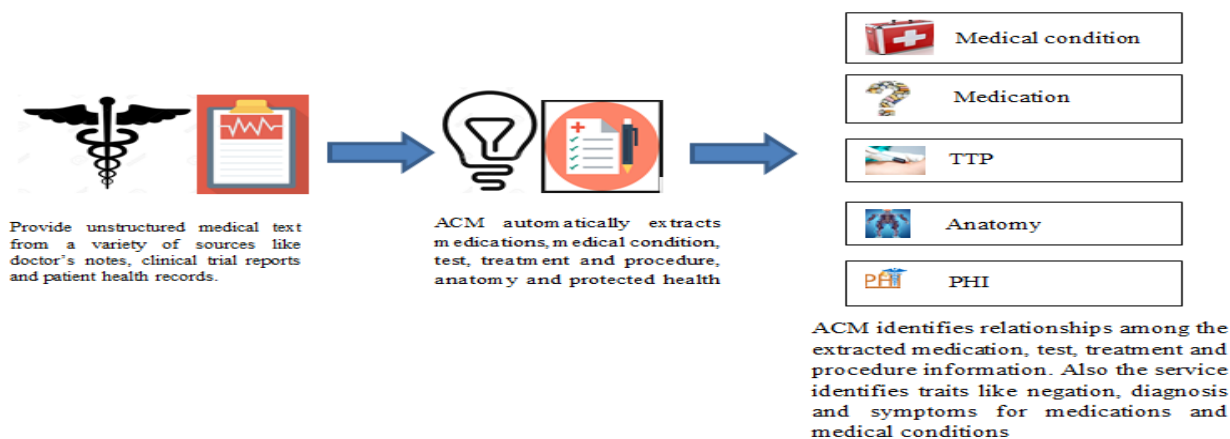 Provide unstructured medical text
from a variety of sources like
doctor's notes, clinical trial reports
and patient health records.
ACM automatically extracts
medications, medical condition,
test, treatment and procedure,
anatomy and protected health
Medical condition
Medication
TTP
Anatomy
PHI
PHI
ACM identifies relationships among the
extracted medication, test, treatment and
procedure information. Also the service
identifies traits like negation, diagnosis
and symptoms for medications and
medical conditions